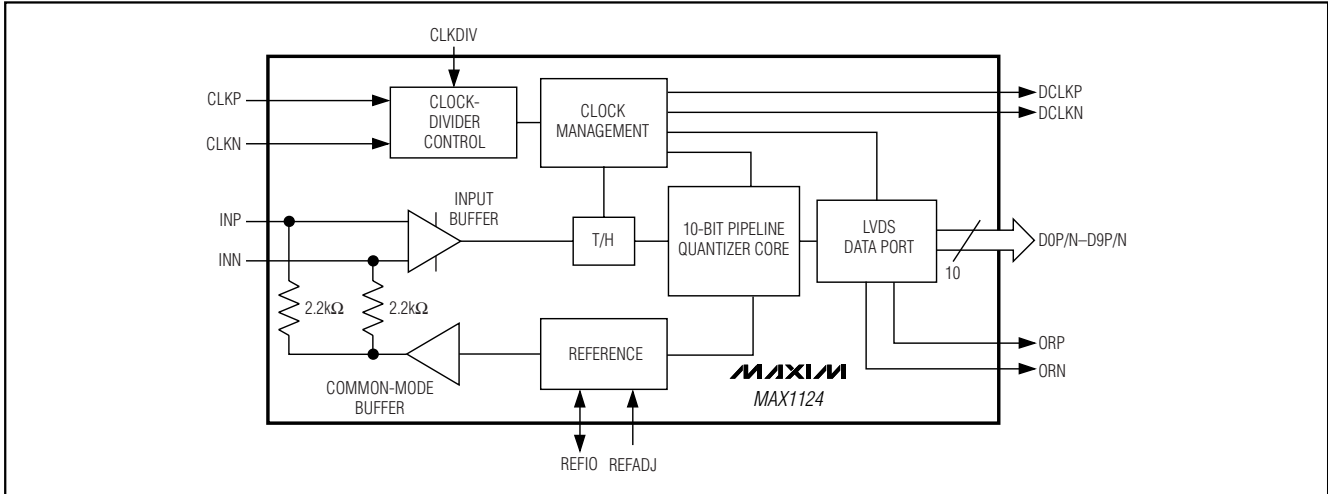 CLKDIV
CLKP
CLKN
CLOCK-
DIVIDER
CONTROL
CLOCK
MANAGEMENT
DCLKP
DCLKN
INP
INN
INPUT
BUFFER
T/H
10-BIT PIPELINE
QUANTIZER CORE
LVDS
DATA PORT
10
D0P/N–D9P/N
2.2kΩ
2.2kΩ
COMMON-MODE
BUFFER
REFERENCE
MAXIM
MAX1124
ORP
ORN
REFIO
REFADJ